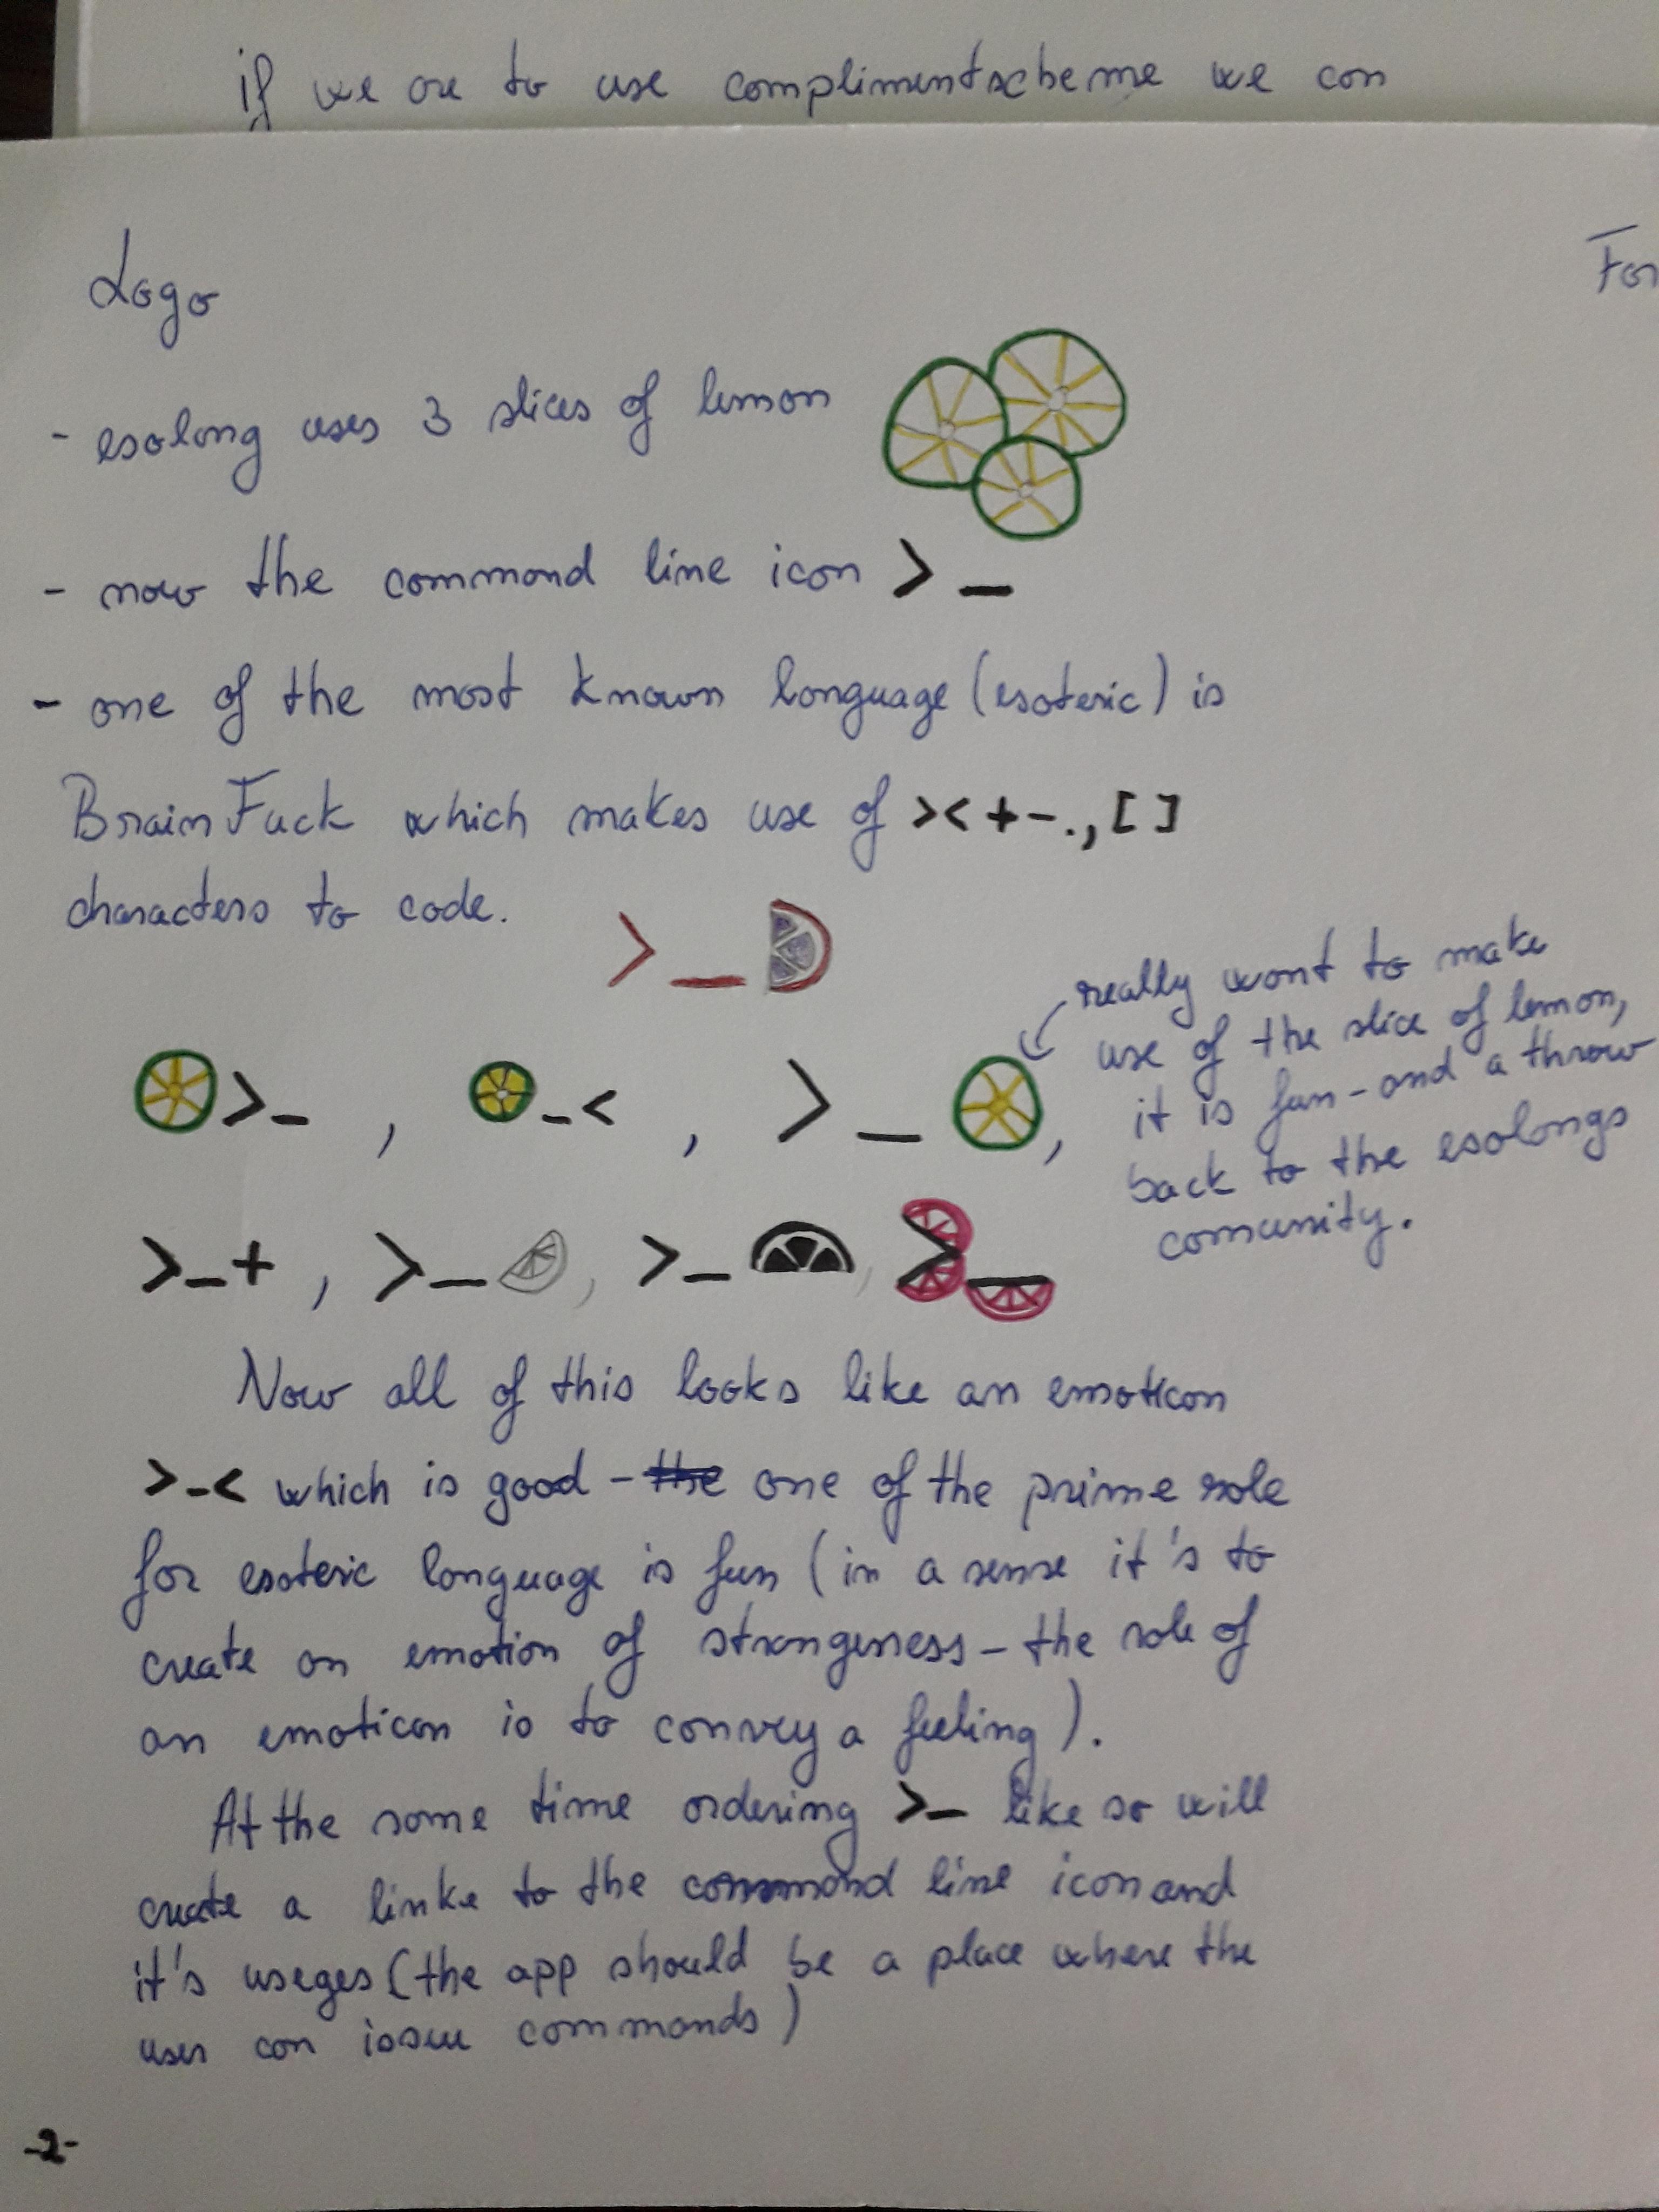 if we are to use complimentscheme we can
Logo
For
- esolang uses 3 slices of lemon
- now the command line icon >_
- one of the most known language (esoteric) is
BrainFuck which makes use of ><+-.,[]
characters to code.
>_
really want to make
use of the slice of lemon,
it is fun - and a throw
back to the esolangs
comunity.
>_ , _< , >_ ,
>_+ , >_ , >_ , >_
Now all of this looks like an emoticon
>-< which is good - the one of the prime role
for esoteric language is fun (in a sense it's to
create an emotion of strangeness - the role of
an emoticon is to convey a feeling).
At the same time ordering >_ like so will
create a linke to the command line icon and
it's useges (the app should be a place where the
user can issue commands)
-2-